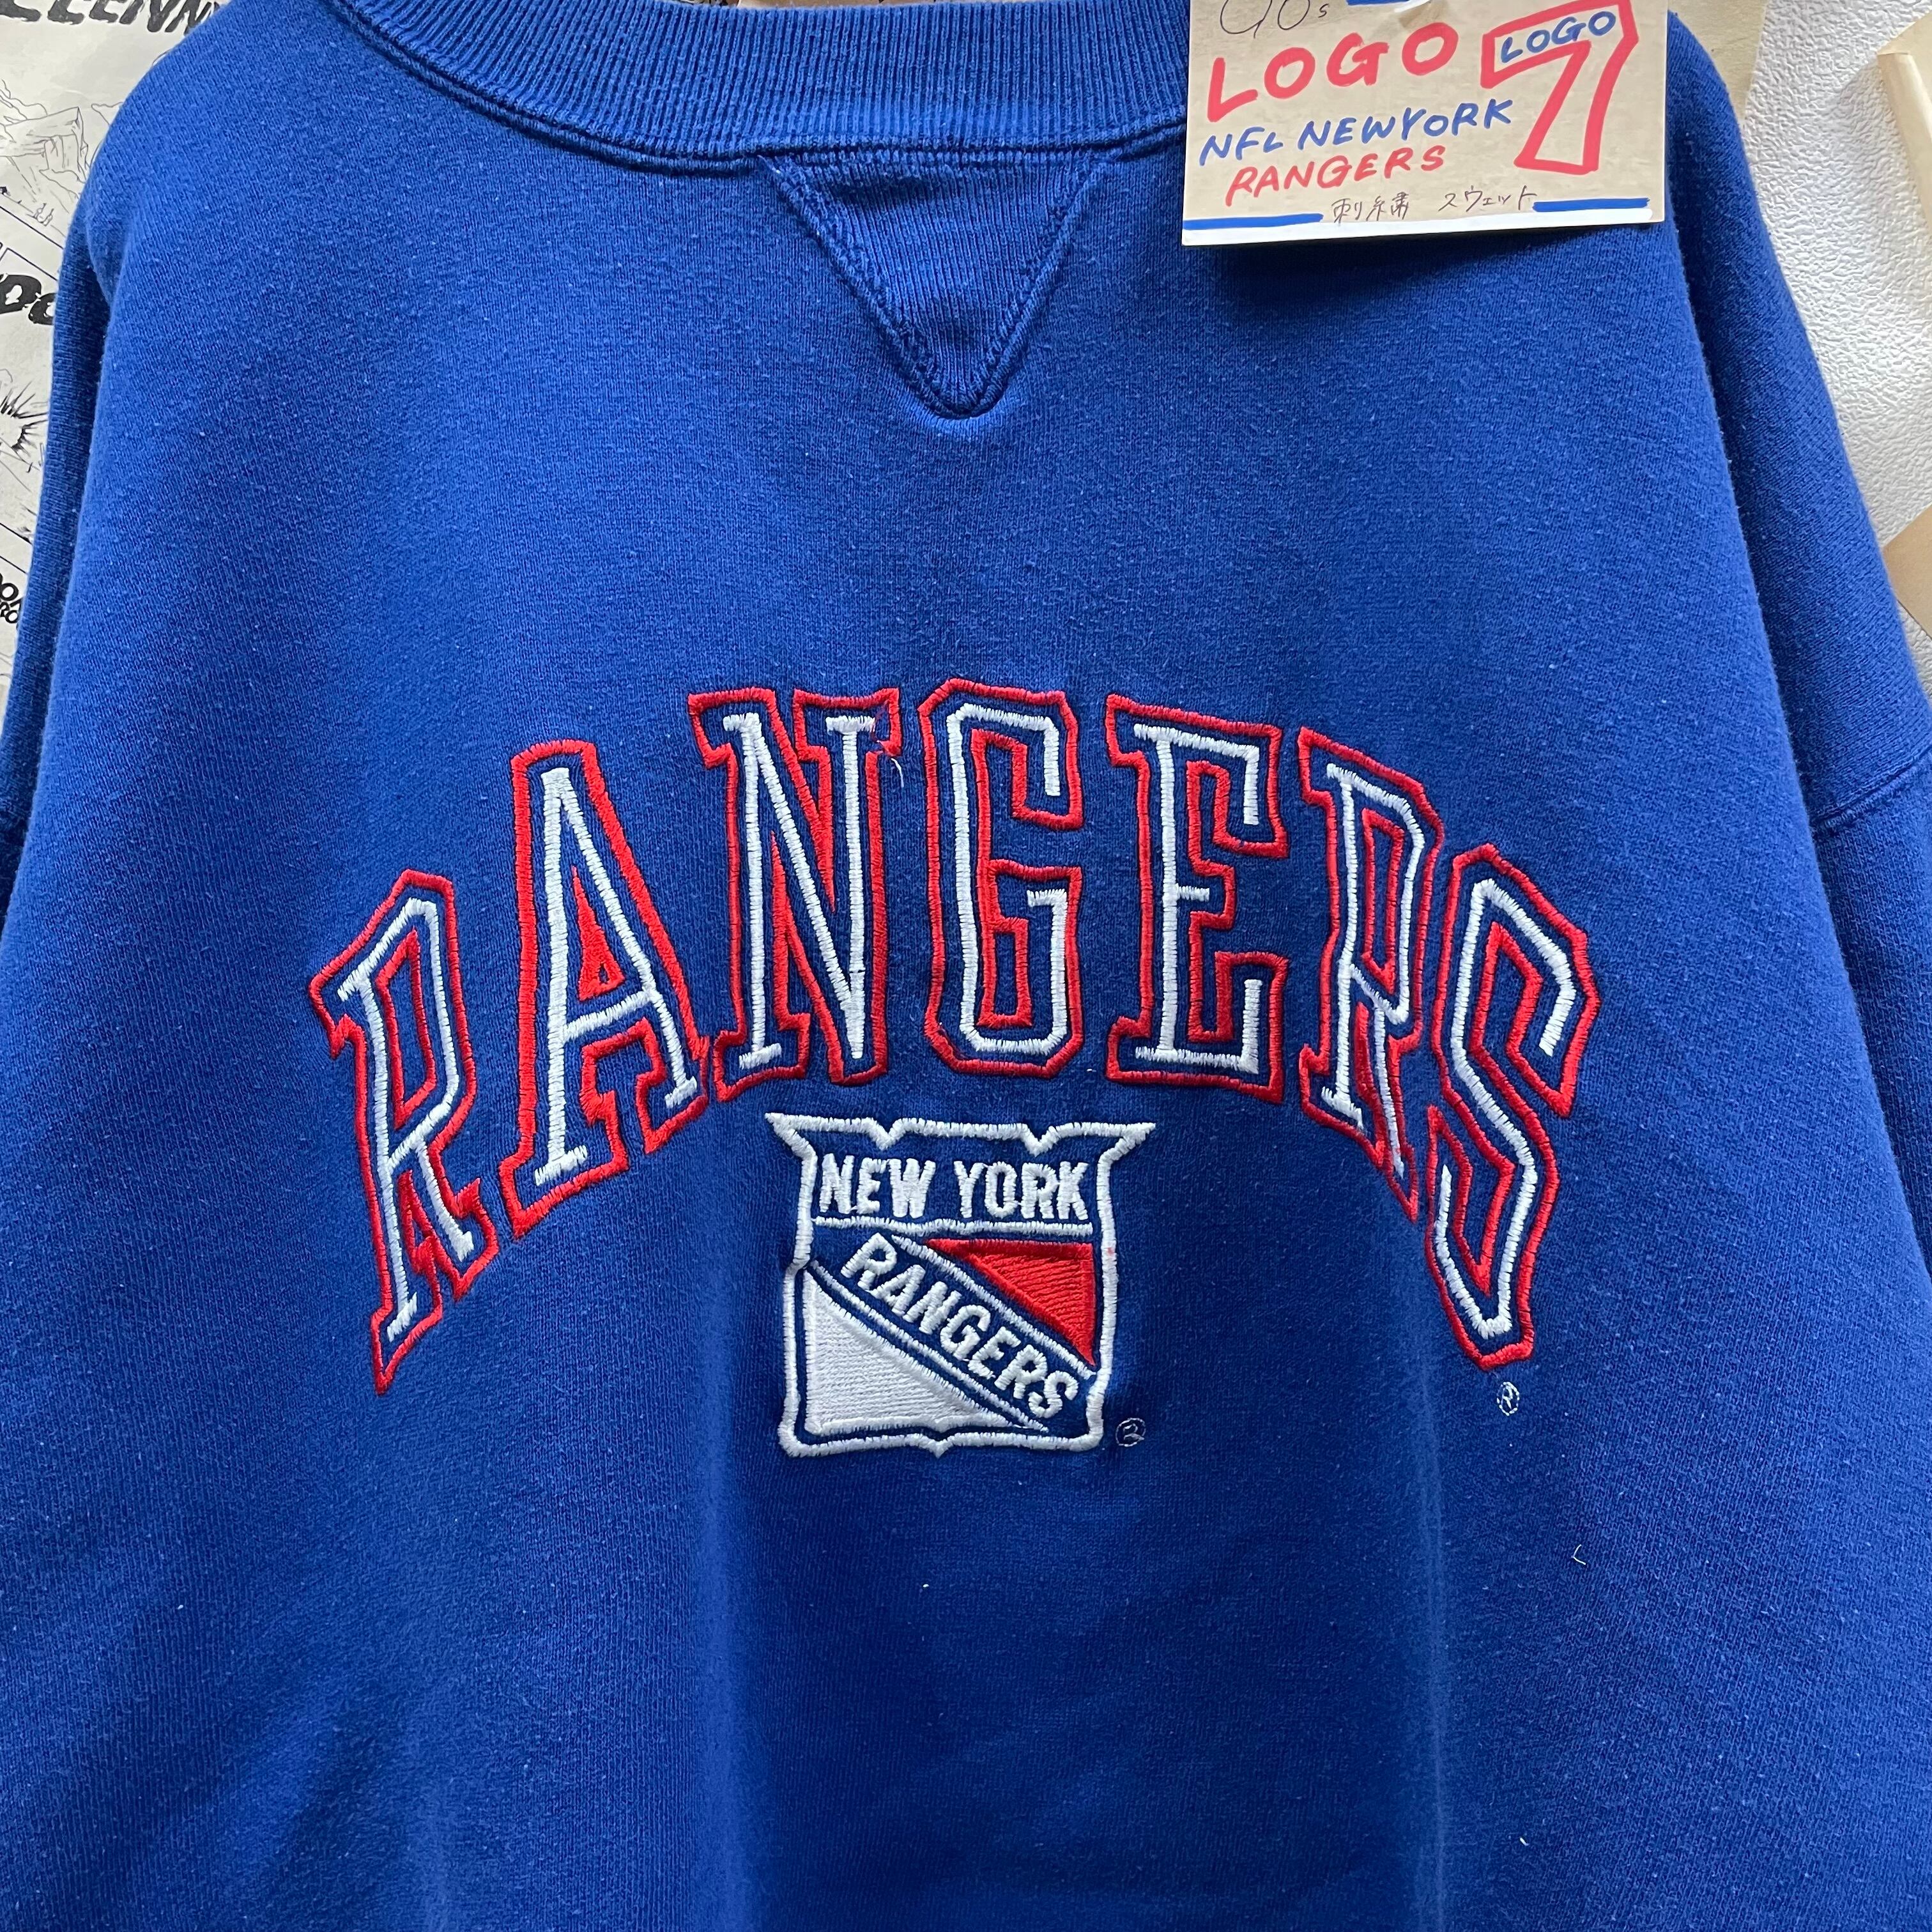 90s
LOGO 7
LOGO
NFL NEWYORK
RANGERS
刺繍 スウェット
RANGERS
®
NEW YORK
RANGERS
®